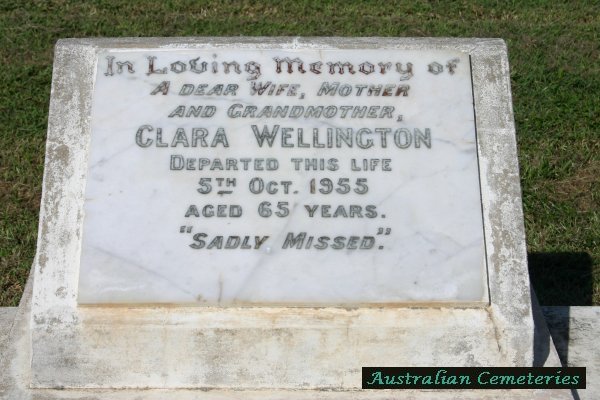 In Loving Memory of
A DEAR WIFE, MOTHER
AND GRANDMOTHER,
CLARA WELLINGTON
DEPARTED THIS LIFE
5TH OCT. 1955
AGED 65 YEARS.
"SADLY MISSED."
Australian Cemeteries